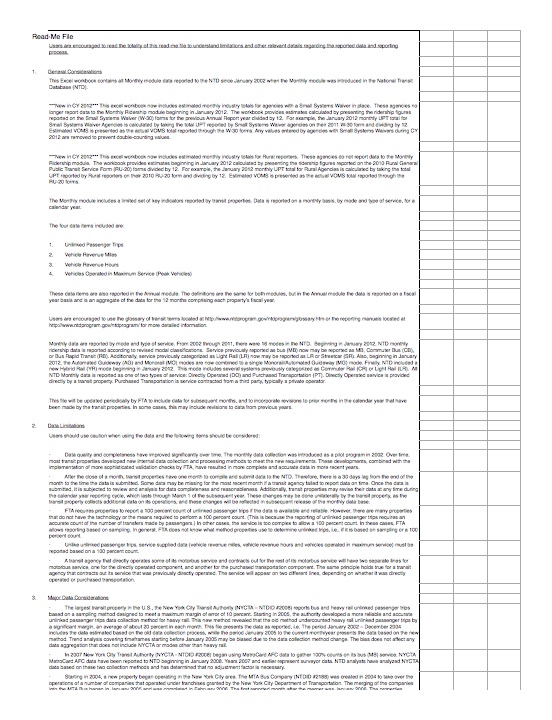 Read-Me File
Users are encouraged to read the totality of this read-me file to understand limitations and other relevant details regarding the reported data and reporting
process.
1. General Considerations
This Excel workbook contains all Monthly module data reported to the NTD since January 2002 when the Monthly module was introduced in the National Transit
Database (NTD).
***New in CY 2012*** This excel workbook now includes estimated monthly industry totals for agencies with a Small Systems Waiver in place. These agencies no
longer report data to the Monthly Ridership module beginning in January 2012. The workbook provides estimates calculated by presenting the ridership figures
reported on the Small Systems Waiver (W-30) forms for the previous Annual Report year divided by 12. For example, the January 2012 monthly UPT total for
Small Systems Waiver Agencies is calculated by taking the total UPT reported by Small Systems Waiver agencies on their 2011 W-30 form and dividing by 12.
Estimated VOMS is presented as the actual VOMS total reported through the W-30 forms. Any values entered by agencies with Small Systems Waivers during CY
2012 are removed to prevent double-counting values.
***New in CY 2012*** This excel workbook now includes estimated monthly industry totals for Rural reporters. These agencies do not report data to the Monthly
Ridership module. The workbook provides estimates beginning in January 2012 calculated by presenting the ridership figures reported on the 2010 Rural General
Public Transit Service Form (RU-20) forms divided by 12. For example, the January 2012 monthly UPT total for Rural Agencies is calculated by taking the total
UPT reported by Rural reporters on their 2010 RU-20 form and dividing by 12. Estimated VOMS is presented as the actual VOMS total reported through the
RU-20 forms.
The Monthly module includes a limited set of key indicators reported by transit properties. Data is reported on a monthly basis, by mode and type of service, for a
calendar year.
The four data items included are:
1. Unlinked Passenger Trips
2. Vehicle Revenue Miles
3. Vehicle Revenue Hours
4. Vehicles Operated in Maximum Service (Peak Vehicles)
These data items are also reported in the Annual module. The definitions are the same for both modules, but in the Annual module the data is reported on a fiscal
year basis and is an aggregate of the data for the 12 months comprising each property's fiscal year.
Users are encouraged to use the glossary of transit terms located at http://www.ntdprogram.gov/ntdprogram/glossary.htm or the reporting manuals located at
http://www.ntdprogram.gov/ntdprogram/ for more detailed information.
Monthly data are reported by mode and type of service. From 2002 through 2011, there were 16 modes in the NTD. Beginning in January 2012, NTD monthly
ridership data is reported according to revised modal classifications. Service previously reported as bus (MB) now may be reported as MB, Commuter Bus (CB),
or Bus Rapid Transit (RB). Additionally, service previously categorized as Light Rail (LR) now may be reported as LR or Streetcar (SR). Also, beginning in January
2012, the Automated Guideway (AG) and Monorail (MO) modes are now combined to a single Monorail/Automated Guideway (MG) mode. Finally, NTD included a
new Hybrid Rail (YR) mode beginning in January 2012. This mode includes several systems previously categorized as Commuter Rail (CR) or Light Rail (LR). All
NTD Monthly data is reported as one of two types of service: Directly Operated (DO) and Purchased Transportation (PT). Directly Operated service is provided
directly by a transit property. Purchased Transportation is service contracted from a third party, typically a private operator.
This file will be updated periodically by FTA to include data for subsequent months, and to incorporate revisions to prior months in the calendar year that have
been made by the transit properties. In some cases, this may include revisions to data from previous years.
2. Data Limitations
Users should use caution when using the data and the following items should be considered:
· Data quality and completeness have improved significantly over time. The monthly data collection was introduced as a pilot program in 2002. Over time,
most transit properties developed new internal data collection and processing methods to meet the new requirements. These developments, combined with the
implementation of more sophisticated validation checks by FTA, have resulted in more complete and accurate data in more recent years.
· After the close of a month, transit properties have one month to compile and submit data to the NTD. Therefore, there is a 30 days lag from the end of the
month to the time the data is submitted. Some data may be missing for the most recent month if a transit agency failed to report data on time. Once the data is
submitted, it is subjected to review and analysis for data completeness and accuracy. Additionally, transit properties may revise their data at any time during
the calendar year reporting cycle, which lasts through March 1 of the subsequent year. These changes may be done unilaterally by the transit property, as the
transit property collects additional data on its operations, and these changes will be reflected in subsequent release of the monthly data base.
· FTA requires properties to report a 100 percent count of unlinked passenger trips if the data is available and reliable. However, there are many properties
that do not have the technology or the means required to perform a 100 percent count. (This is because the reporting of unlinked passenger trips requires an
accurate count of the number of transfers made by passengers.) In other cases, the service is too complex to allow a 100 percent count. In these cases, FTA
allows reporting based on sampling. In general, FTA does not know what method properties use to determine unlinked trips, i.e., if it is based on sampling or a 100
percent count.
· Unlike unlinked passenger trips, service supplied data (vehicle revenue miles, vehicle revenue hours and vehicles operated in maximum service) must be
reported based on a 100 percent count.
· A transit agency that directly operates some of its motorbus service and contracts out for the rest of its motorbus service will have two separate lines for
motorbus service, one for the directly operated component, and another for the purchased transportation component. The same principle holds true for a transit
agency that contracts out its service that was previously directly operated. The service will appear on two different lines, depending on whether it was directly
operated or purchased transportation.
3. Major Data Considerations
· The largest transit property in the U.S., the New York City Transit Authority (NYCTA – NTDID #2008) reports bus and heavy rail unlinked passenger trips
based on a sampling method designed to meet a maximum margin of error of 10 percent. Starting in 2005, the authority developed a more reliable and accurate
unlinked passenger trips data collection method for heavy rail. This new method revealed that the old method undercounted heavy rail unlinked passenger trips by
a significant margin, an average of about 20 percent in each month. This file presents the data as reported, i.e. The period January 2002 – December 2004
includes the data estimated based on the old data collection process, while the period January 2005 to the current month/year presents the data based on the new
method. Trend analysis covering timeframes starting before January 2005 may be biased due to the data collection method change. The bias does not affect any
data aggregation that does not include NYCTA or modes other than heavy rail.
· In 2007 New York City Transit Authority (NYCTA – NTDID #2008) began using MetroCard AFC data to gather 100% counts on its bus (MB) service. NYCTA
MetroCard AFC data have been reported to NTD beginning in January 2008. Years 2007 and earlier represent surveyor data. NTD analysts have analyzed NYCTA
data based on these two collection methods and has determined that no adjustment factor is necessary.
· Starting in 2004, a new property began operating in the New York City area. The MTA Bus Company (NTDID #2188) was created in 2004 to take over the
operations of a number of companies that operated under franchises granted by the New York City Department of Transportation. The merging of the companies
into the MTA Bus began in January 2005 and was completed in February 2006. The first reported month after the merger was January 2006. The properties